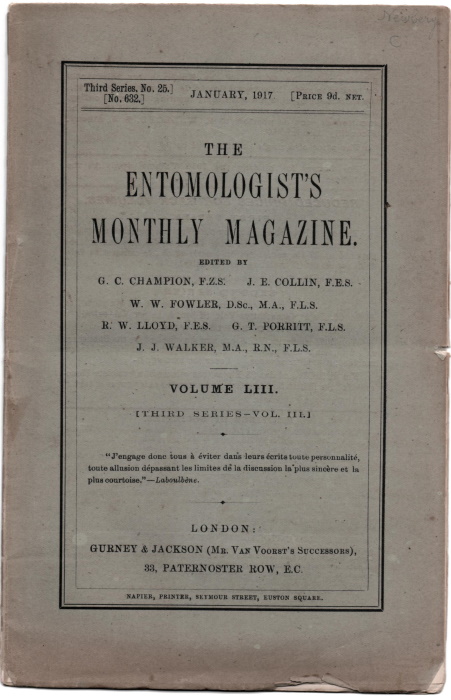 Third Series. No. 25.]
[No. 632.]
JANUARY, 1917
[PRICE 9d. NET.
THE
ENTOMOLOGIST'S
MONTHLY MAGAZINE.
EDITED BY
G. C. CHAMPION, F.Z.S. J. E. COLLIN, F.E.S.
W. W. FOWLER, D.Sc., M.A., F.L.S.
R. W. LLOYD, F.E.S. G. T. PORRITT, F.L.S.
J. J. WALKER, M.A., R.N., F.L.S.
VOLUME LIII.
[THIRD SERIES—VOL. III.]
"J'engage donc tous à éviter dans leurs écrits toute personnalité,
toute allusion dépassant les limites de la discussion la plus sincère et la
plus courtoise."—Laboulbène.
LONDON:
GURNEY & JACKSON (MR. VAN VOORST'S SUCCESSORS),
33, PATERNOSTER ROW, E.C.
NAPIER, PRINTER, SEYMOUR STREET, EUSTON SQUARE.